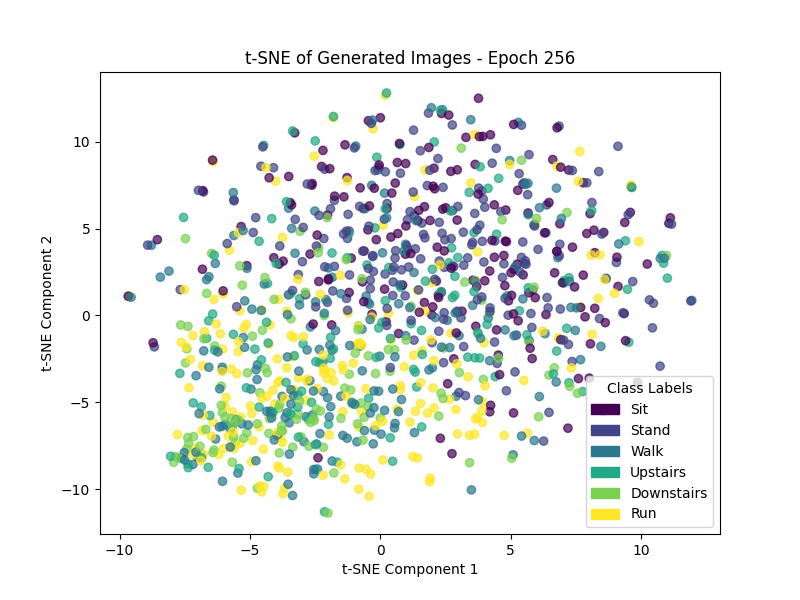 t-SNE of Generated Images - Epoch 256
t-SNE Component 2
10
5
0
−5
−10
Class Labels
Sit
Stand
Walk
Upstairs
Downstairs
Run
−10
−5
0
5
10
t-SNE Component 1